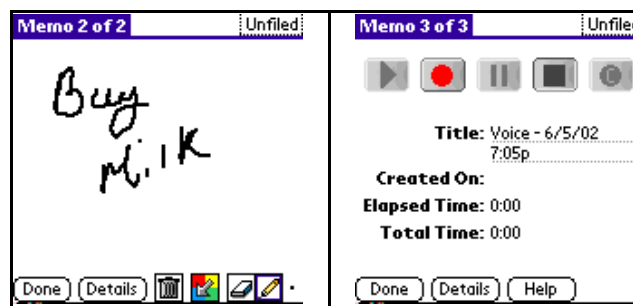 Memo 2 of 2 Unfiled
Buy
Milk
Done Details
Memo 3 of 3 Unfiled
Title: Voice - 6/5/02
7:05p
Created On:
Elapsed Time: 0:00
Total Time: 0:00
Done Details Help